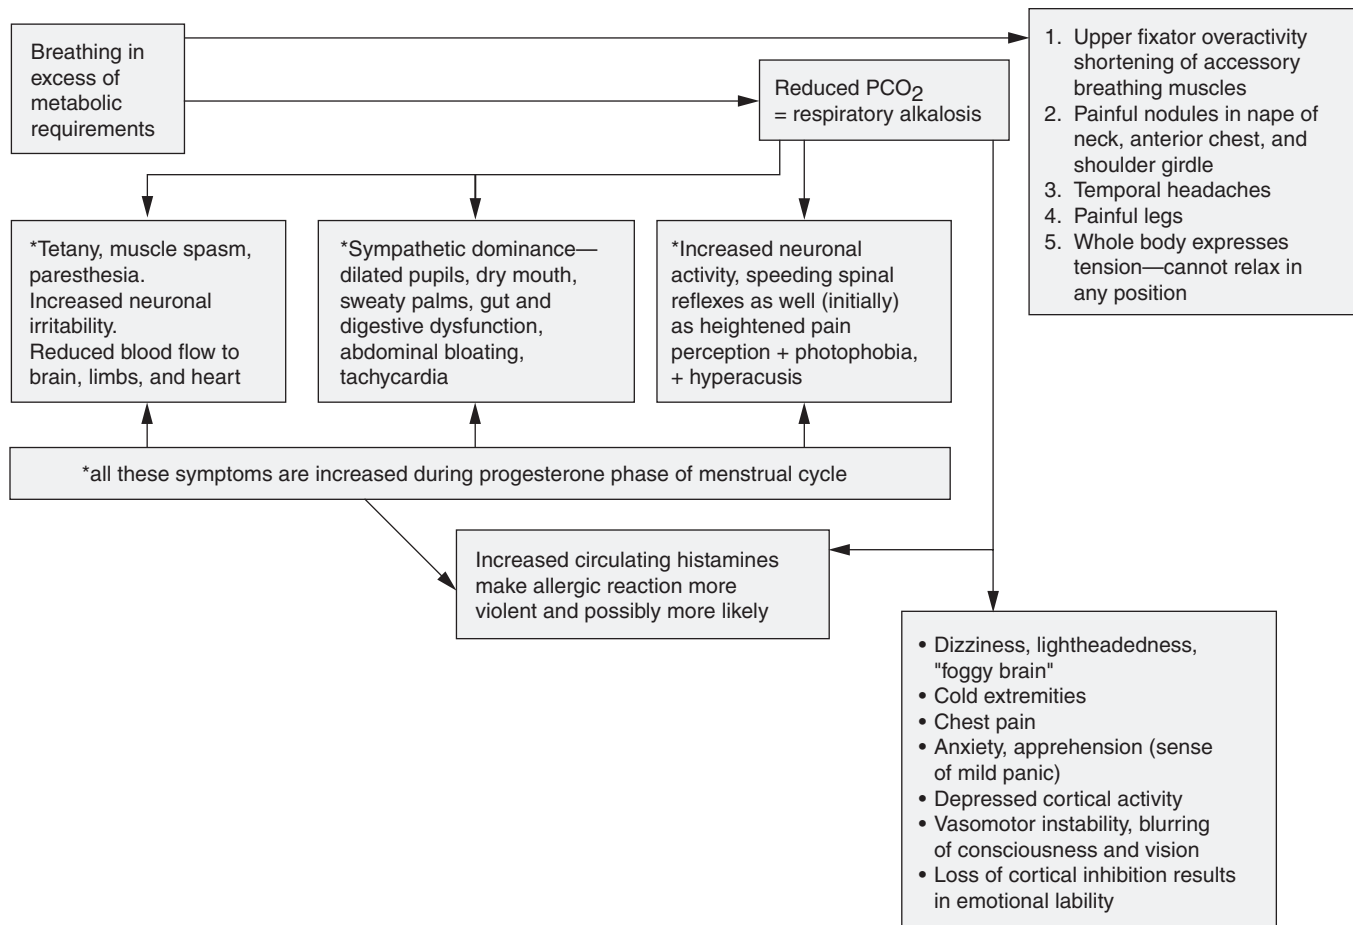 Breathing in
excess of
metabolic
requirements
Reduced PCO2
= respiratory alkalosis
1. Upper fixator overactivity
shortening of accessory
breathing muscles
2. Painful nodules in nape of
neck, anterior chest, and
shoulder girdle
3. Temporal headaches
4. Painful legs
5. Whole body expresses
tension—cannot relax in
any position
*Tetany, muscle spasm,
paresthesia.
Increased neuronal
irritability.
Reduced blood flow to
brain, limbs, and heart
*Sympathetic dominance—
dilated pupils, dry mouth,
sweaty palms, gut and
digestive dysfunction,
abdominal bloating,
tachycardia
*Increased neuronal
activity, speeding spinal
reflexes as well (initially)
as heightened pain
perception + photophobia,
+ hyperacusis
*all these symptoms are increased during progesterone phase of menstrual cycle
Increased circulating histamines
make allergic reaction more
violent and possibly more likely
• Dizziness, lightheadedness,
"foggy brain"
• Cold extremities
• Chest pain
• Anxiety, apprehension (sense
of mild panic)
• Depressed cortical activity
• Vasomotor instability, blurring
of consciousness and vision
• Loss of cortical inhibition results
in emotional lability